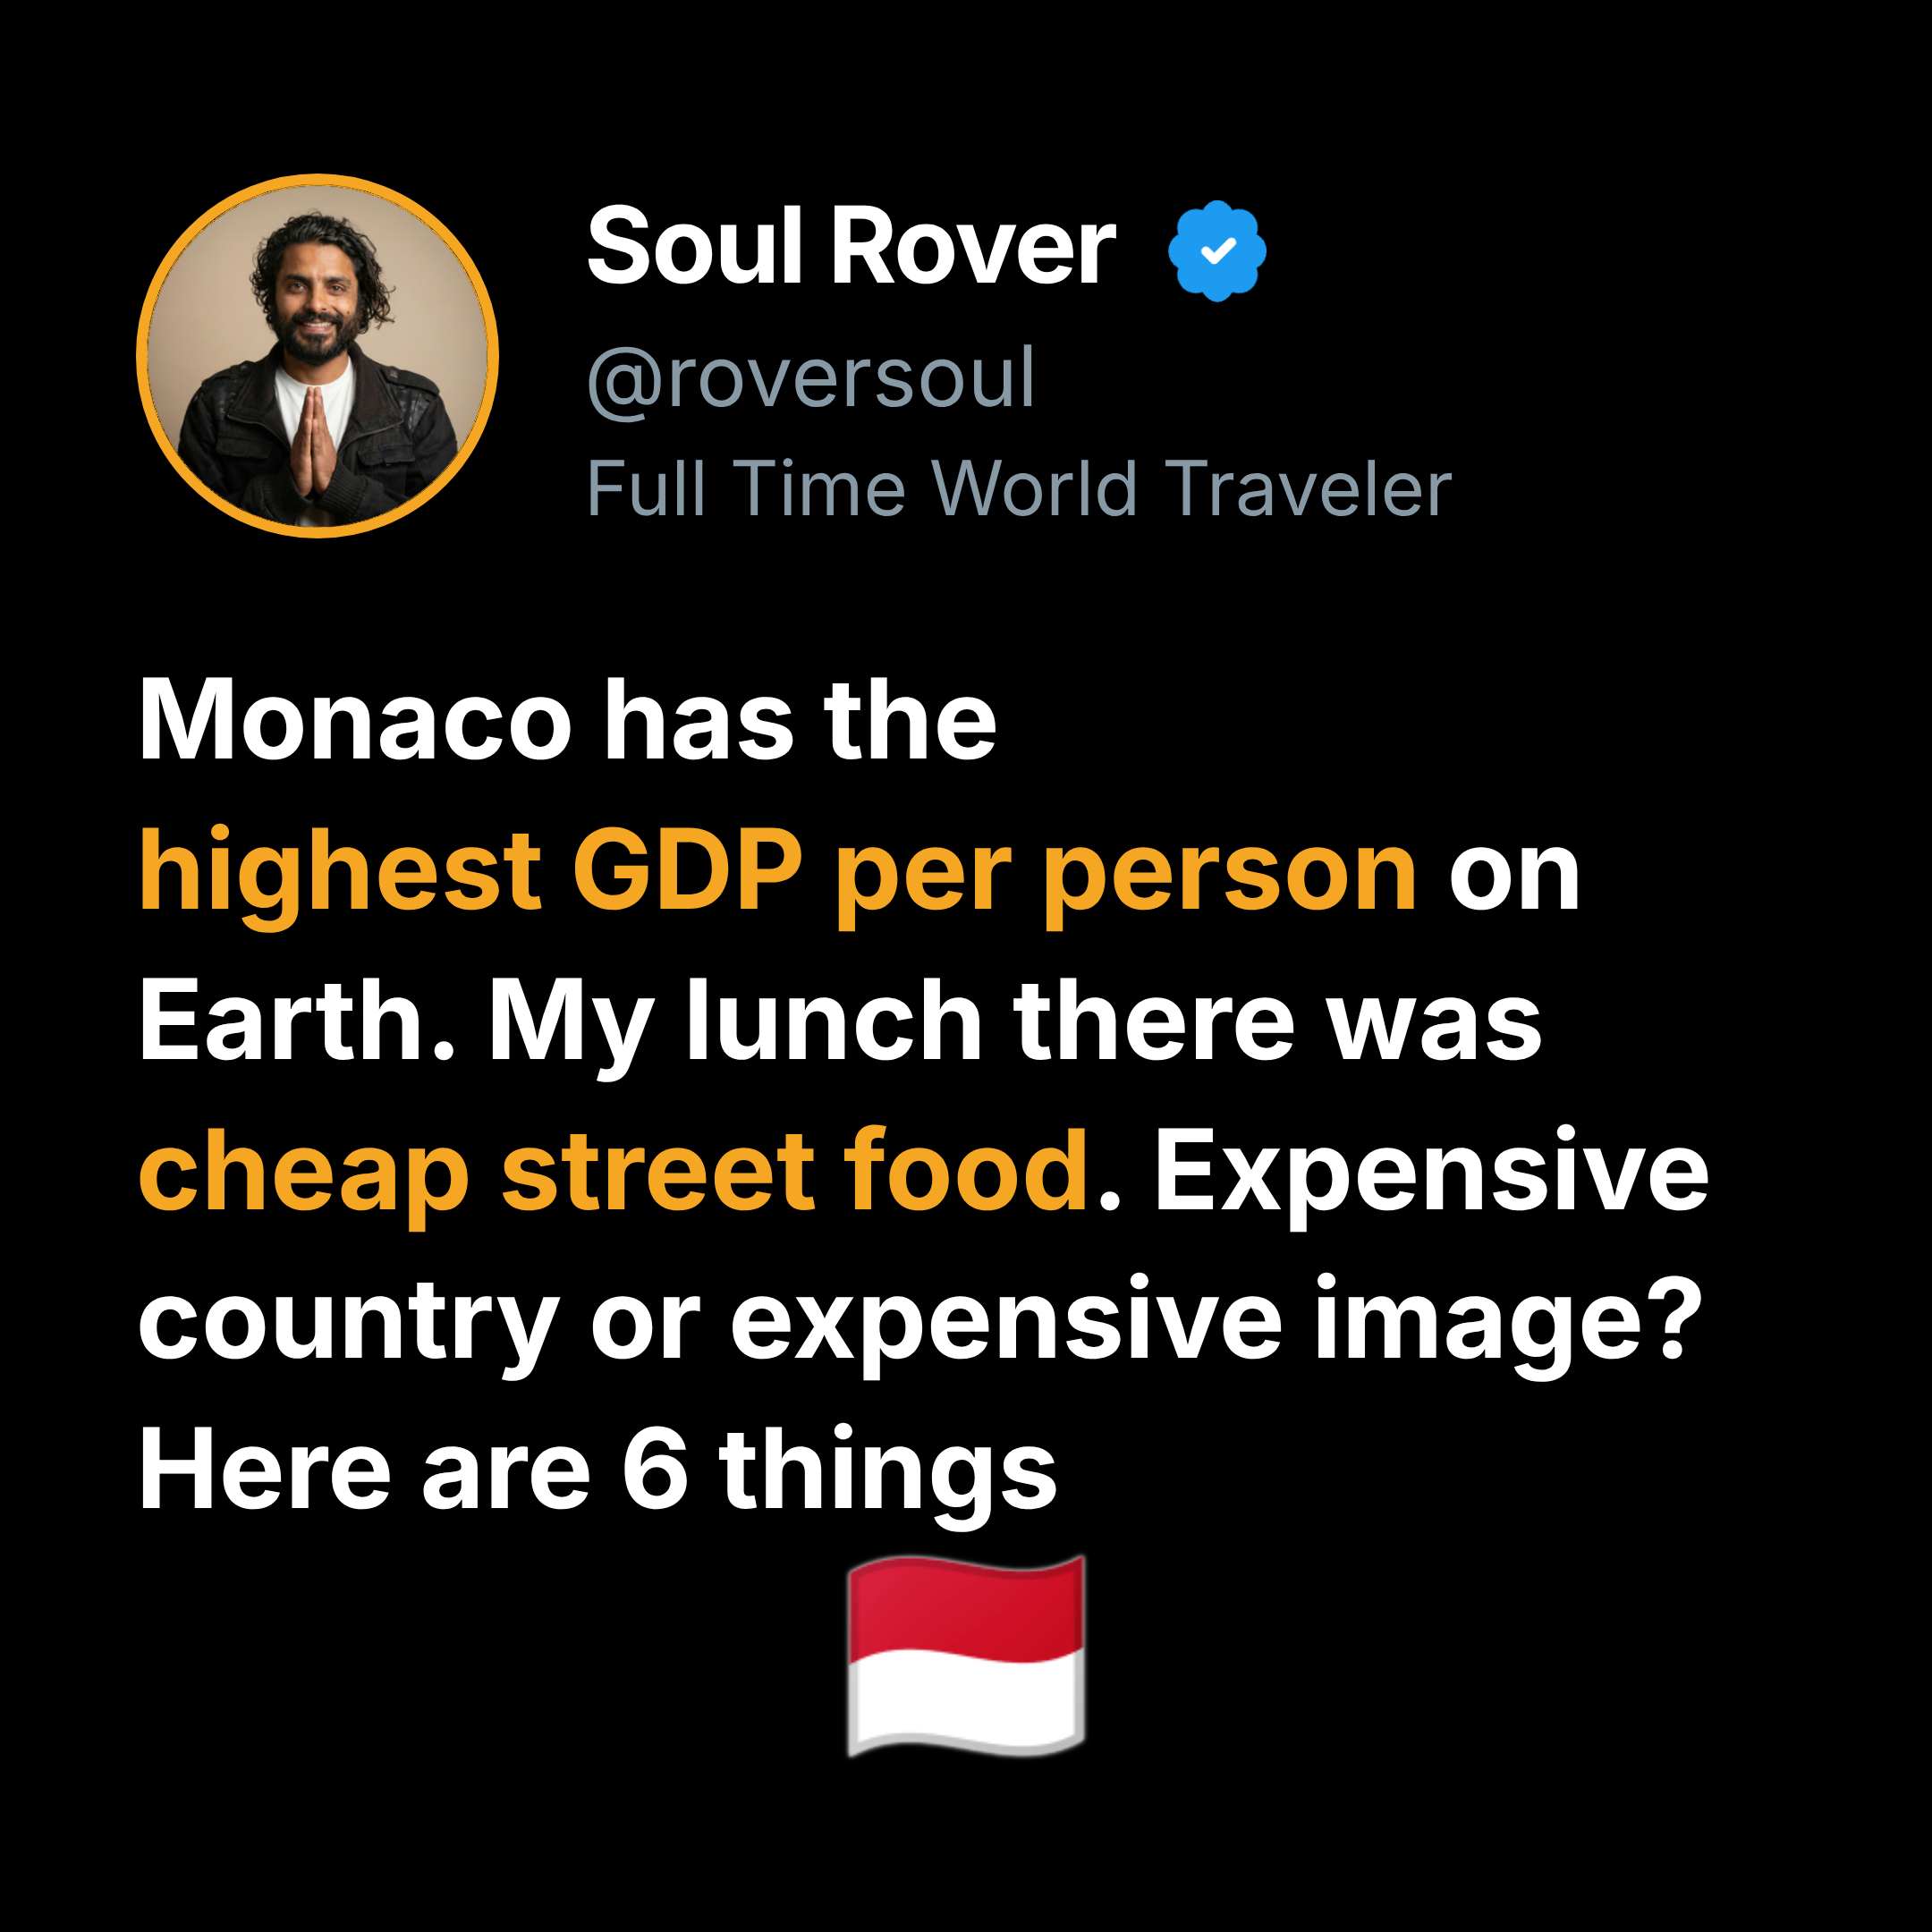 Soul Rover
@roversoul
Full Time World Traveler
Monaco has the
highest GDP per person on
Earth. My lunch there was
cheap street food. Expensive
country or expensive image?
Here are 6 things